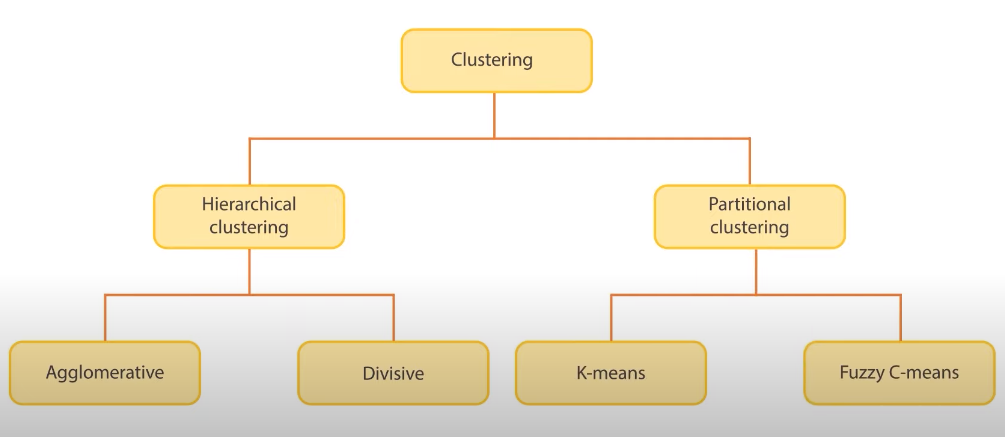 Clustering
Hierarchical
clustering
Partitional
clustering
Agglomerative
Divisive
K-means
Fuzzy C-means